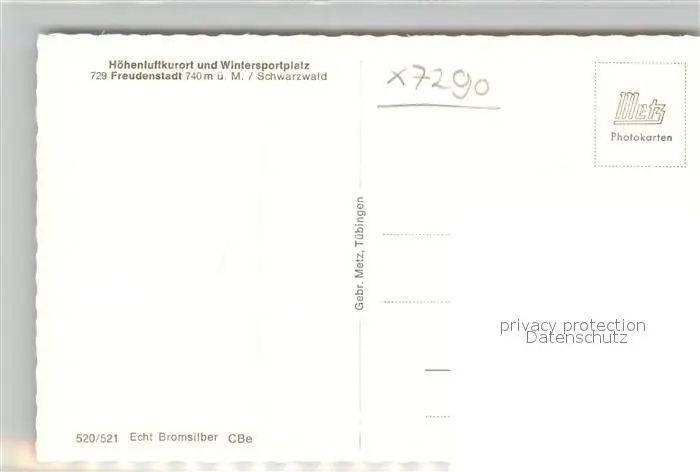 Höhenluftkurort und Wintersportplatz
729 Freudenstadt 740 m ü. M. / Schwarzwald
x7290
Metz
Photokarten
Gebr. Metz, Tübingen
privacy protection
Datenschutz
520/521 Echt Bromsilber CBe